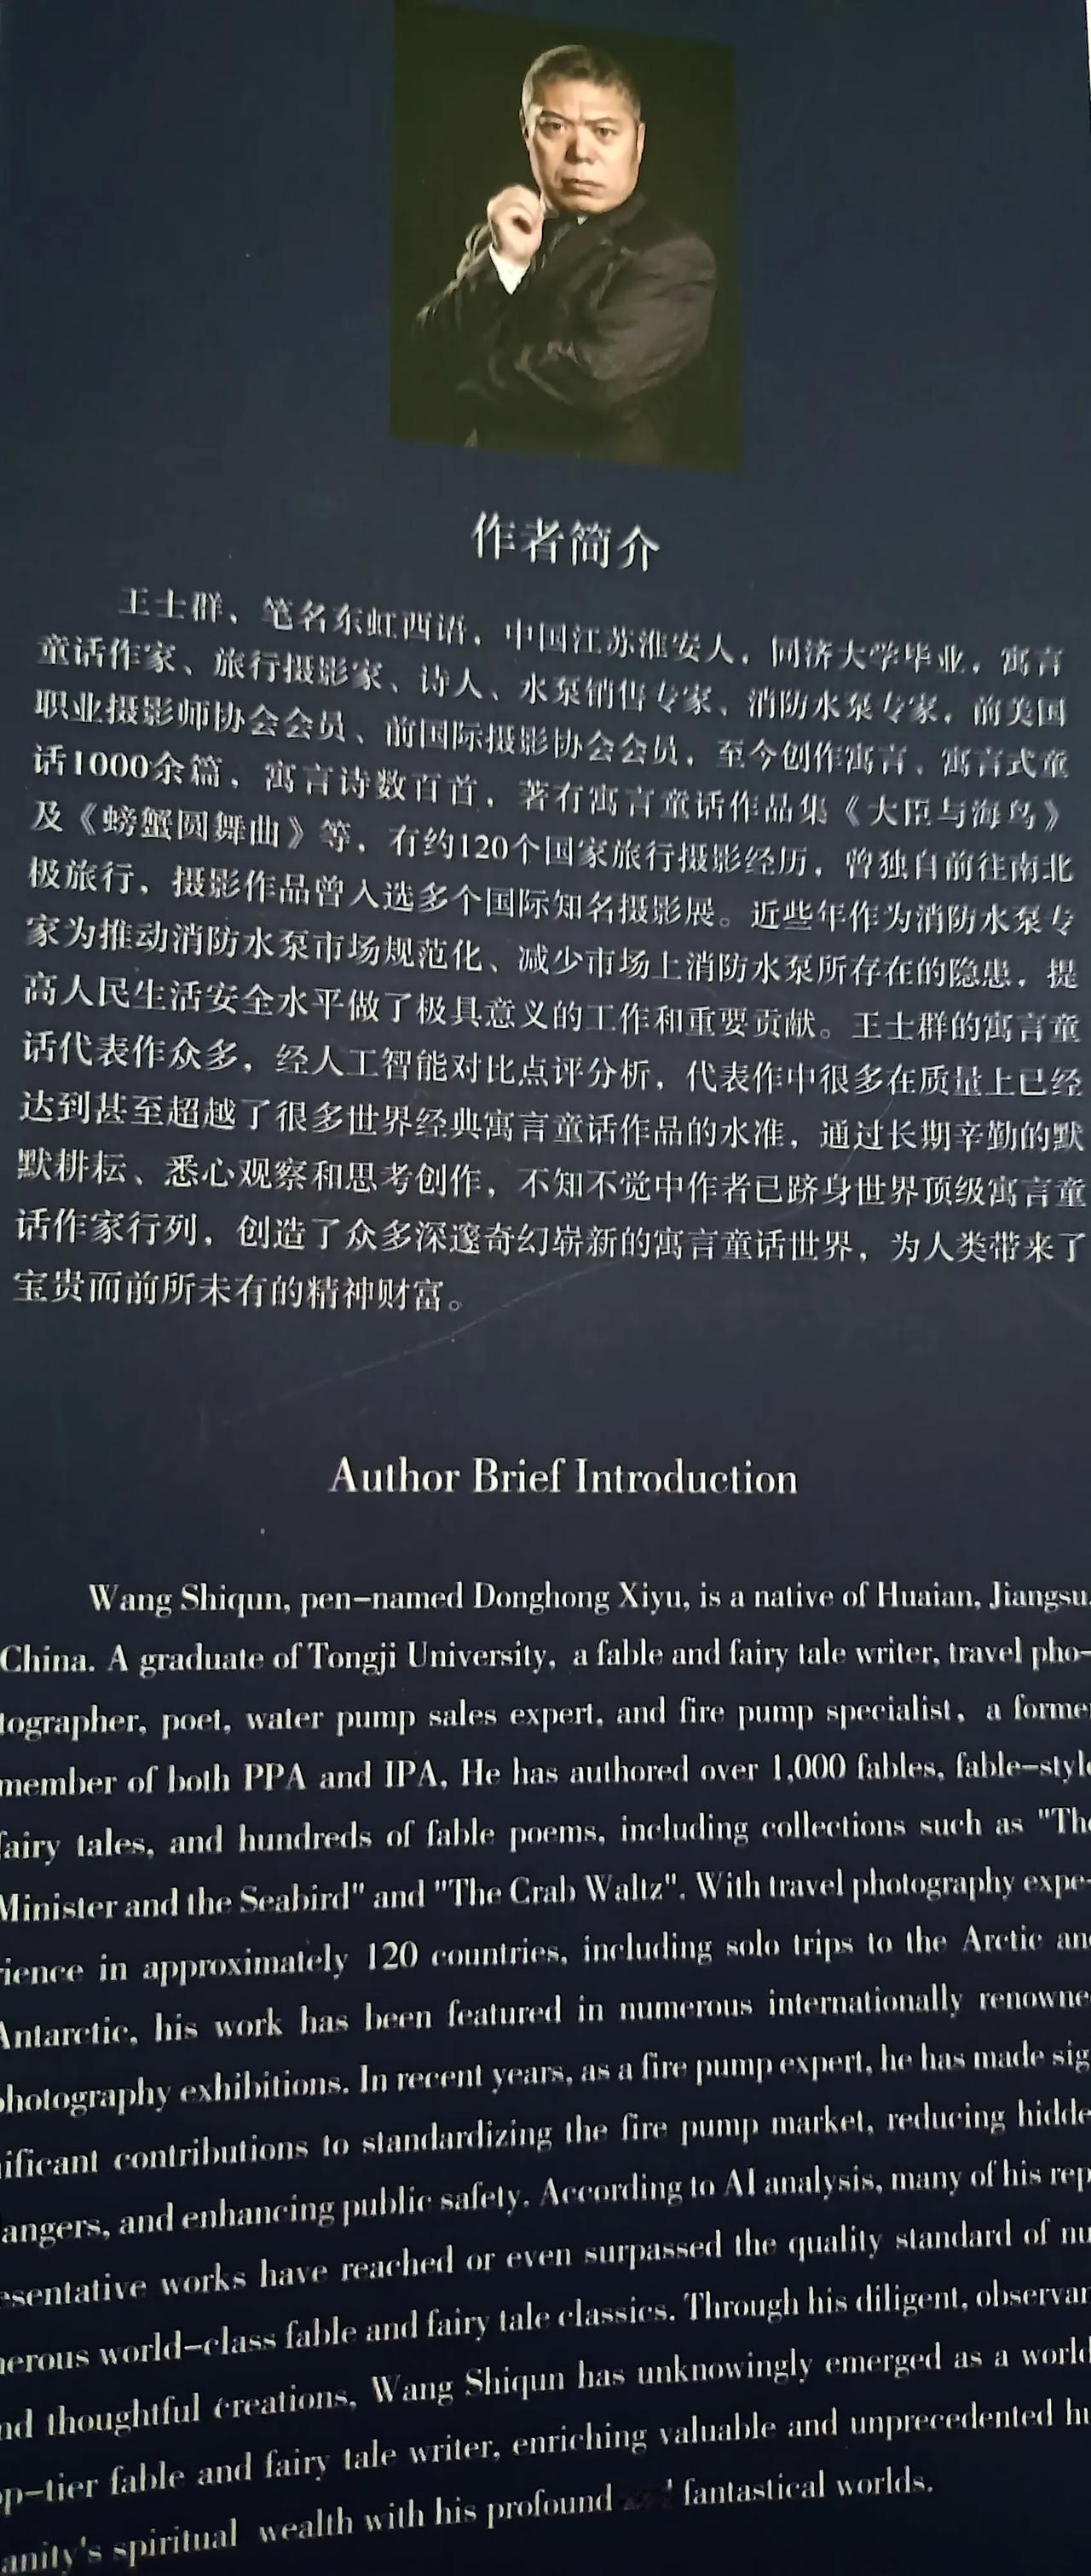 作者简介
王士群、笔名东虹西语，中国江苏淮安人，同济大学毕业，寓言
童话作家、旅行摄影家、诗人、水泵销售专家、消防水泵专家，前美国
职业摄影师协会会员、前国际摄影协会会员，至今创作寓言、寓言式童
话1000余篇，寓言诗数百首，著有寓言童话作品集《大臣与海鸟》
及《螃蟹圆舞曲》等，有约120个国家旅行摄影经历，曾独自前往南北
极旅行，摄影作品曾入选多个国际知名摄影展。近些年作为消防水泵专
家为推动消防水泵市场规范化、减少市场上消防水泵所存在的隐患，提
高人民生活安全水平做了极具意义的工作和重要贡献。王士群的寓言童
话代表作众多，经人工智能对比点评分析，代表作中很多在质量上已经
达到甚至超越了很多世界经典寓言童话作品的水准，通过长期辛勤的默
默耕耘、悉心观察和思考创作，不知不觉中作者已跻身世界顶级寓言童
话作家行列，创造了众多深邃奇幻崭新的寓言童话世界，为人类带来了
宝贵而前所未有的精神财富。
Author Brief Introduction
Wang Shiqun, pen-named Donghong Xiyu, is a native of Huaian, Jiangsu,
China. A graduate of Tongji University, a fable and fairy tale writer, travel pho-
tographer, poet, water pump sales expert, and fire pump specialist, a forme
member of both PPA and IPA, He has authored over 1,000 fables, fable-style
fairy tales, and hundreds of fable poems, including collections such as "The
Minister and the Seabird" and "The Crab Waltz". With travel photography expe-
rience in approximately 120 countries, including solo trips to the Arctic and
Antarctic, his work has been featured in numerous internationally renowne
photography exhibitions. In recent years, as a fire pump expert, he has made sig
nificant contributions to standardizing the fire pump market, reducing hidde
angers, and enhancing public safety. According to AI analysis, many of his rep
esentative works have reached or even surpassed the quality standard of nu
nerous world-class fable and fairy tale classics. Through his diligent, observan
nd thoughtful creations, Wang Shiqun has unknowingly emerged as a world
op-tier fable and fairy tale writer, enriching valuable and unprecedented hu
anity's spiritual wealth with his profound fantastical worlds.